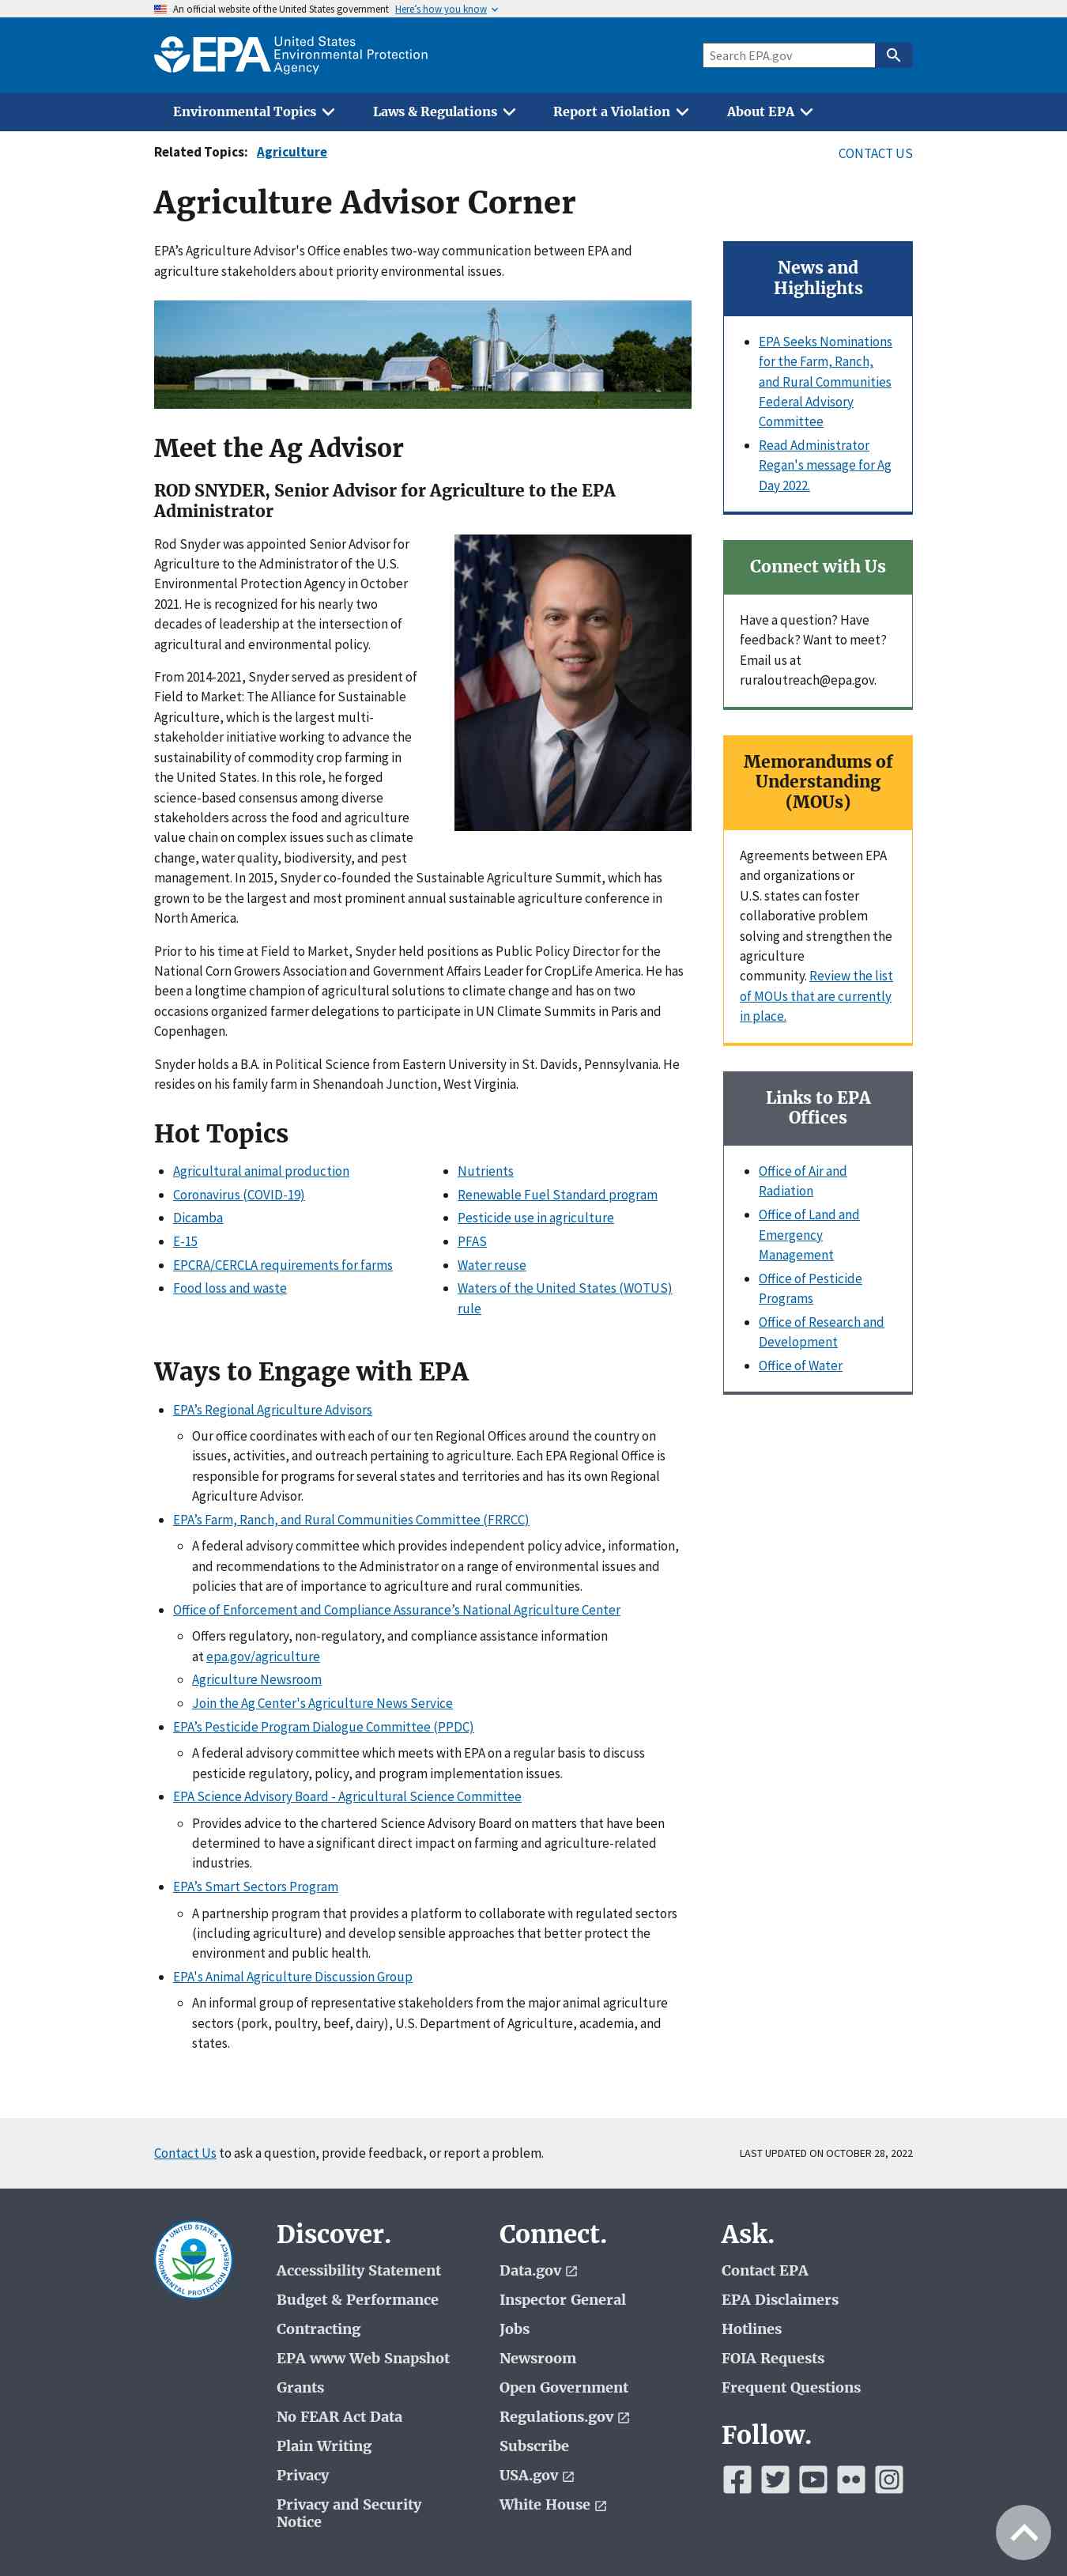 An official website of the United States government Here's how you know
EPA United States
Environmental Protection
Agency
Search EPA.gov
Environmental Topics
Laws & Regulations
Report a Violation
About EPA
Related Topics: Agriculture
CONTACT US
Agriculture Advisor Corner
EPA’s Agriculture Advisor's Office enables two-way communication between EPA and
agriculture stakeholders about priority environmental issues.
Meet the Ag Advisor
ROD SNYDER, Senior Advisor for Agriculture to the EPA
Administrator
Rod Snyder was appointed Senior Advisor for
Agriculture to the Administrator of the U.S.
Environmental Protection Agency in October
2021. He is recognized for his nearly two
decades of leadership at the intersection of
agricultural and environmental policy.
From 2014-2021, Snyder served as president of
Field to Market: The Alliance for Sustainable
Agriculture, which is the largest multi-
stakeholder initiative working to advance the
sustainability of commodity crop farming in
the United States. In this role, he forged
science-based consensus among diverse
stakeholders across the food and agriculture
value chain on complex issues such as climate
change, water quality, biodiversity, and pest
management. In 2015, Snyder co-founded the Sustainable Agriculture Summit, which has
grown to be the largest and most prominent annual sustainable agriculture conference in
North America.
Prior to his time at Field to Market, Snyder held positions as Public Policy Director for the
National Corn Growers Association and Government Affairs Leader for CropLife America. He has
been a longtime champion of agricultural solutions to climate change and has on two
occasions organized farmer delegations to participate in UN Climate Summits in Paris and
Copenhagen.
Snyder holds a B.A. in Political Science from Eastern University in St. Davids, Pennsylvania. He
resides on his family farm in Shenandoah Junction, West Virginia.
Hot Topics
Agricultural animal production
Coronavirus (COVID-19)
Dicamba
E-15
EPCRA/CERCLA requirements for farms
Food loss and waste
Nutrients
Renewable Fuel Standard program
Pesticide use in agriculture
PFAS
Water reuse
Waters of the United States (WOTUS)
rule
Ways to Engage with EPA
EPA’s Regional Agriculture Advisors
Our office coordinates with each of our ten Regional Offices around the country on
issues, activities, and outreach pertaining to agriculture. Each EPA Regional Office is
responsible for programs for several states and territories and has its own Regional
Agriculture Advisor.
EPA’s Farm, Ranch, and Rural Communities Committee (FRRCC)
A federal advisory committee which provides independent policy advice, information,
and recommendations to the Administrator on a range of environmental issues and
policies that are of importance to agriculture and rural communities.
Office of Enforcement and Compliance Assurance’s National Agriculture Center
Offers regulatory, non-regulatory, and compliance assistance information
at epa.gov/agriculture
Agriculture Newsroom
Join the Ag Center's Agriculture News Service
EPA’s Pesticide Program Dialogue Committee (PPDC)
A federal advisory committee which meets with EPA on a regular basis to discuss
pesticide regulatory, policy, and program implementation issues.
EPA Science Advisory Board - Agricultural Science Committee
Provides advice to the chartered Science Advisory Board on matters that have been
determined to have a significant direct impact on farming and agriculture-related
industries.
EPA’s Smart Sectors Program
A partnership program that provides a platform to collaborate with regulated sectors
(including agriculture) and develop sensible approaches that better protect the
environment and public health.
EPA's Animal Agriculture Discussion Group
An informal group of representative stakeholders from the major animal agriculture
sectors (pork, poultry, beef, dairy), U.S. Department of Agriculture, academia, and
states.
News and
Highlights
EPA Seeks Nominations
for the Farm, Ranch,
and Rural Communities
Federal Advisory
Committee
Read Administrator
Regan's message for Ag
Day 2022.
Connect with Us
Have a question? Have
feedback? Want to meet?
Email us at
ruraloutreach@epa.gov.
Memorandums of
Understanding
(MOUs)
Agreements between EPA
and organizations or
U.S. states can foster
collaborative problem
solving and strengthen the
agriculture
community. Review the list
of MOUs that are currently
in place.
Links to EPA
Offices
Office of Air and
Radiation
Office of Land and
Emergency
Management
Office of Pesticide
Programs
Office of Research and
Development
Office of Water
Contact Us to ask a question, provide feedback, or report a problem.
LAST UPDATED ON OCTOBER 28, 2022
UNITED STATES
ENVIRONMENTAL PROTECTION AGENCY
Discover.
Accessibility Statement
Budget & Performance
Contracting
EPA www Web Snapshot
Grants
No FEAR Act Data
Plain Writing
Privacy
Privacy and Security
Notice
Connect.
Data.gov
Inspector General
Jobs
Newsroom
Open Government
Regulations.gov
Subscribe
USA.gov
White House
Ask.
Contact EPA
EPA Disclaimers
Hotlines
FOIA Requests
Frequent Questions
Follow.